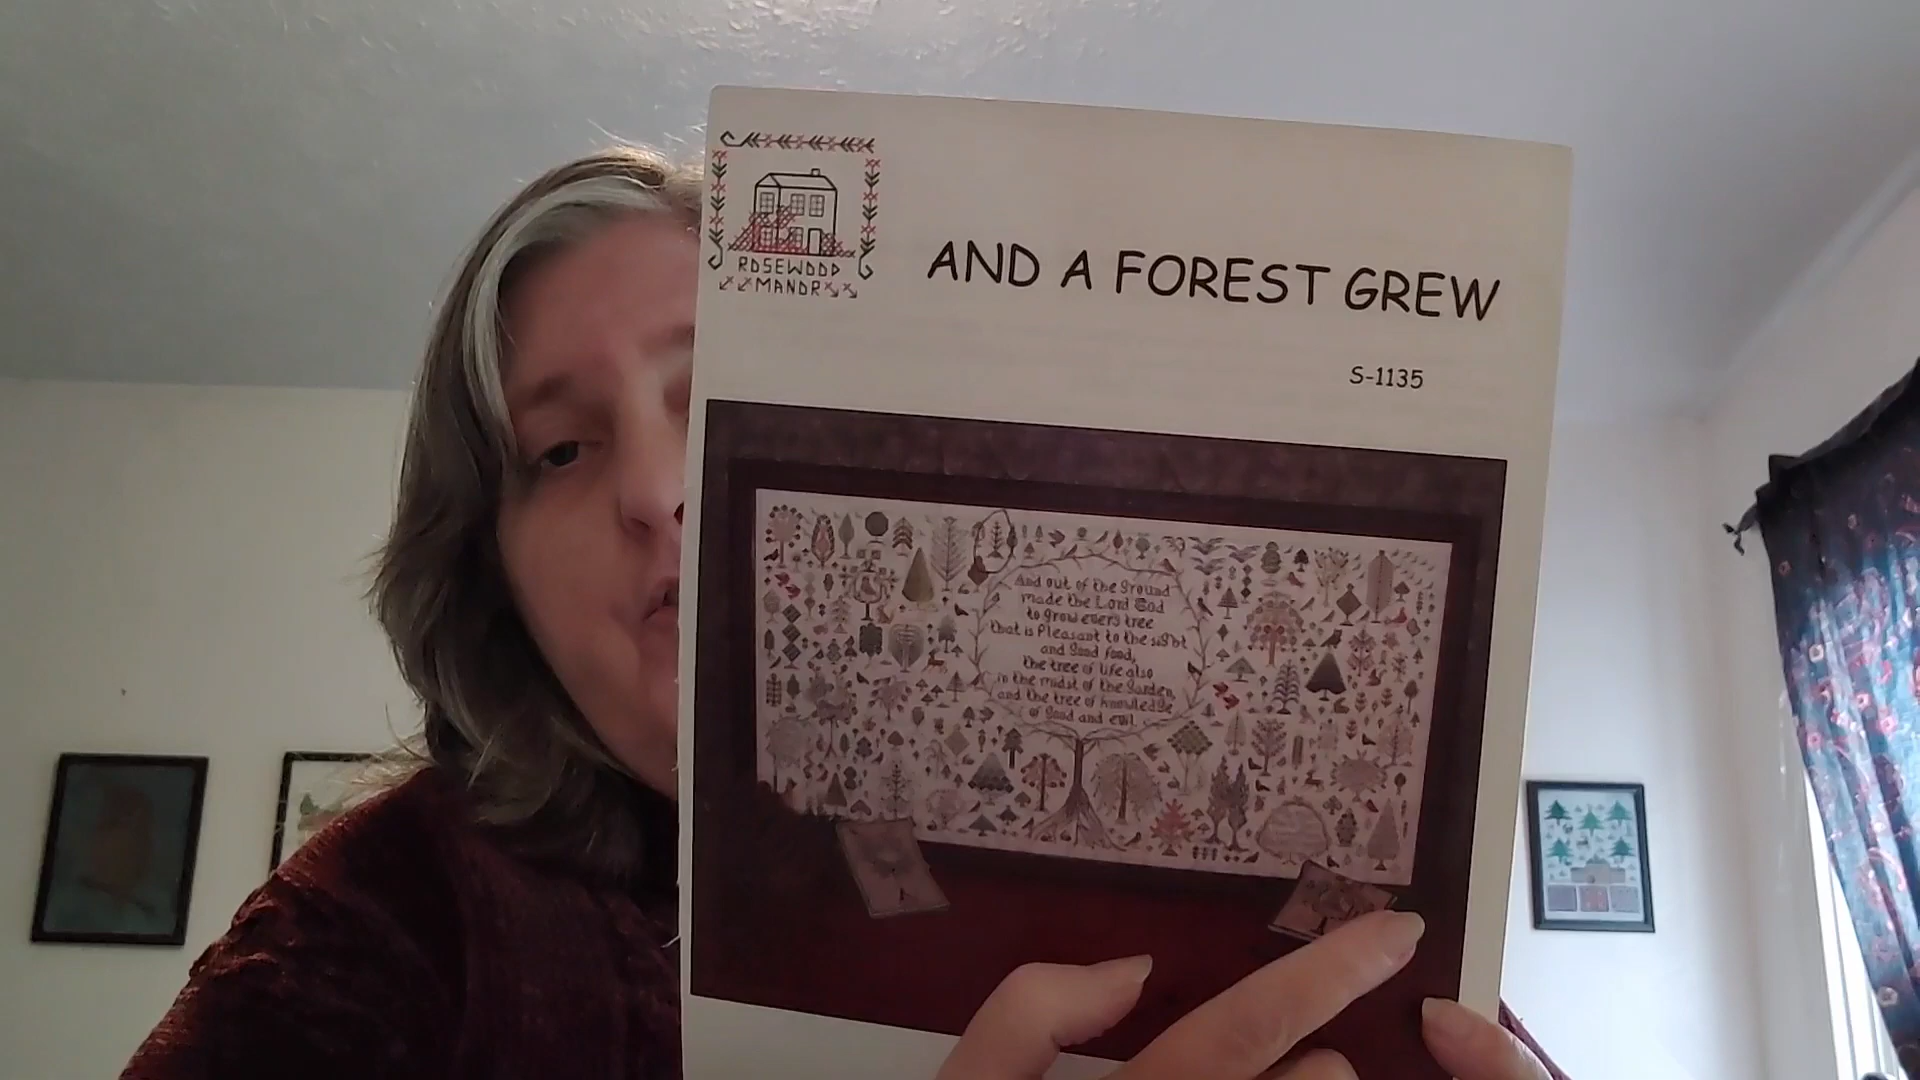 ROSEWOOD
MANOR
AND A FOREST GREW
S-1135
And out of the Ground
made the Lord God
to grow every tree
that is Pleasant to the sight
and Good food,
the tree of life also
in the midst of the Garden,
and the tree of knowledge
of Good and evil.